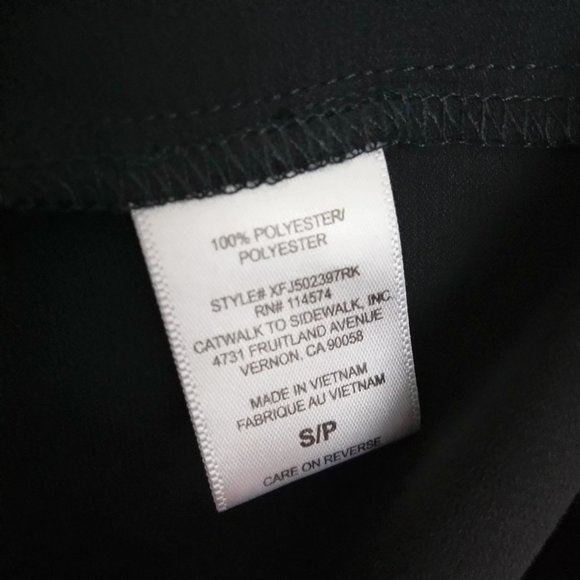 100% POLYESTER/
POLYESTER
STYLE# XFJ502397RK
RN# 114574
CATWALK TO SIDEWALK, INC.
4731 FRUITLAND AVENUE
VERNON, CA 90058
MADE IN VIETNAM
FABRIQUE AU VIETNAM
S/P
CARE ON REVERSE